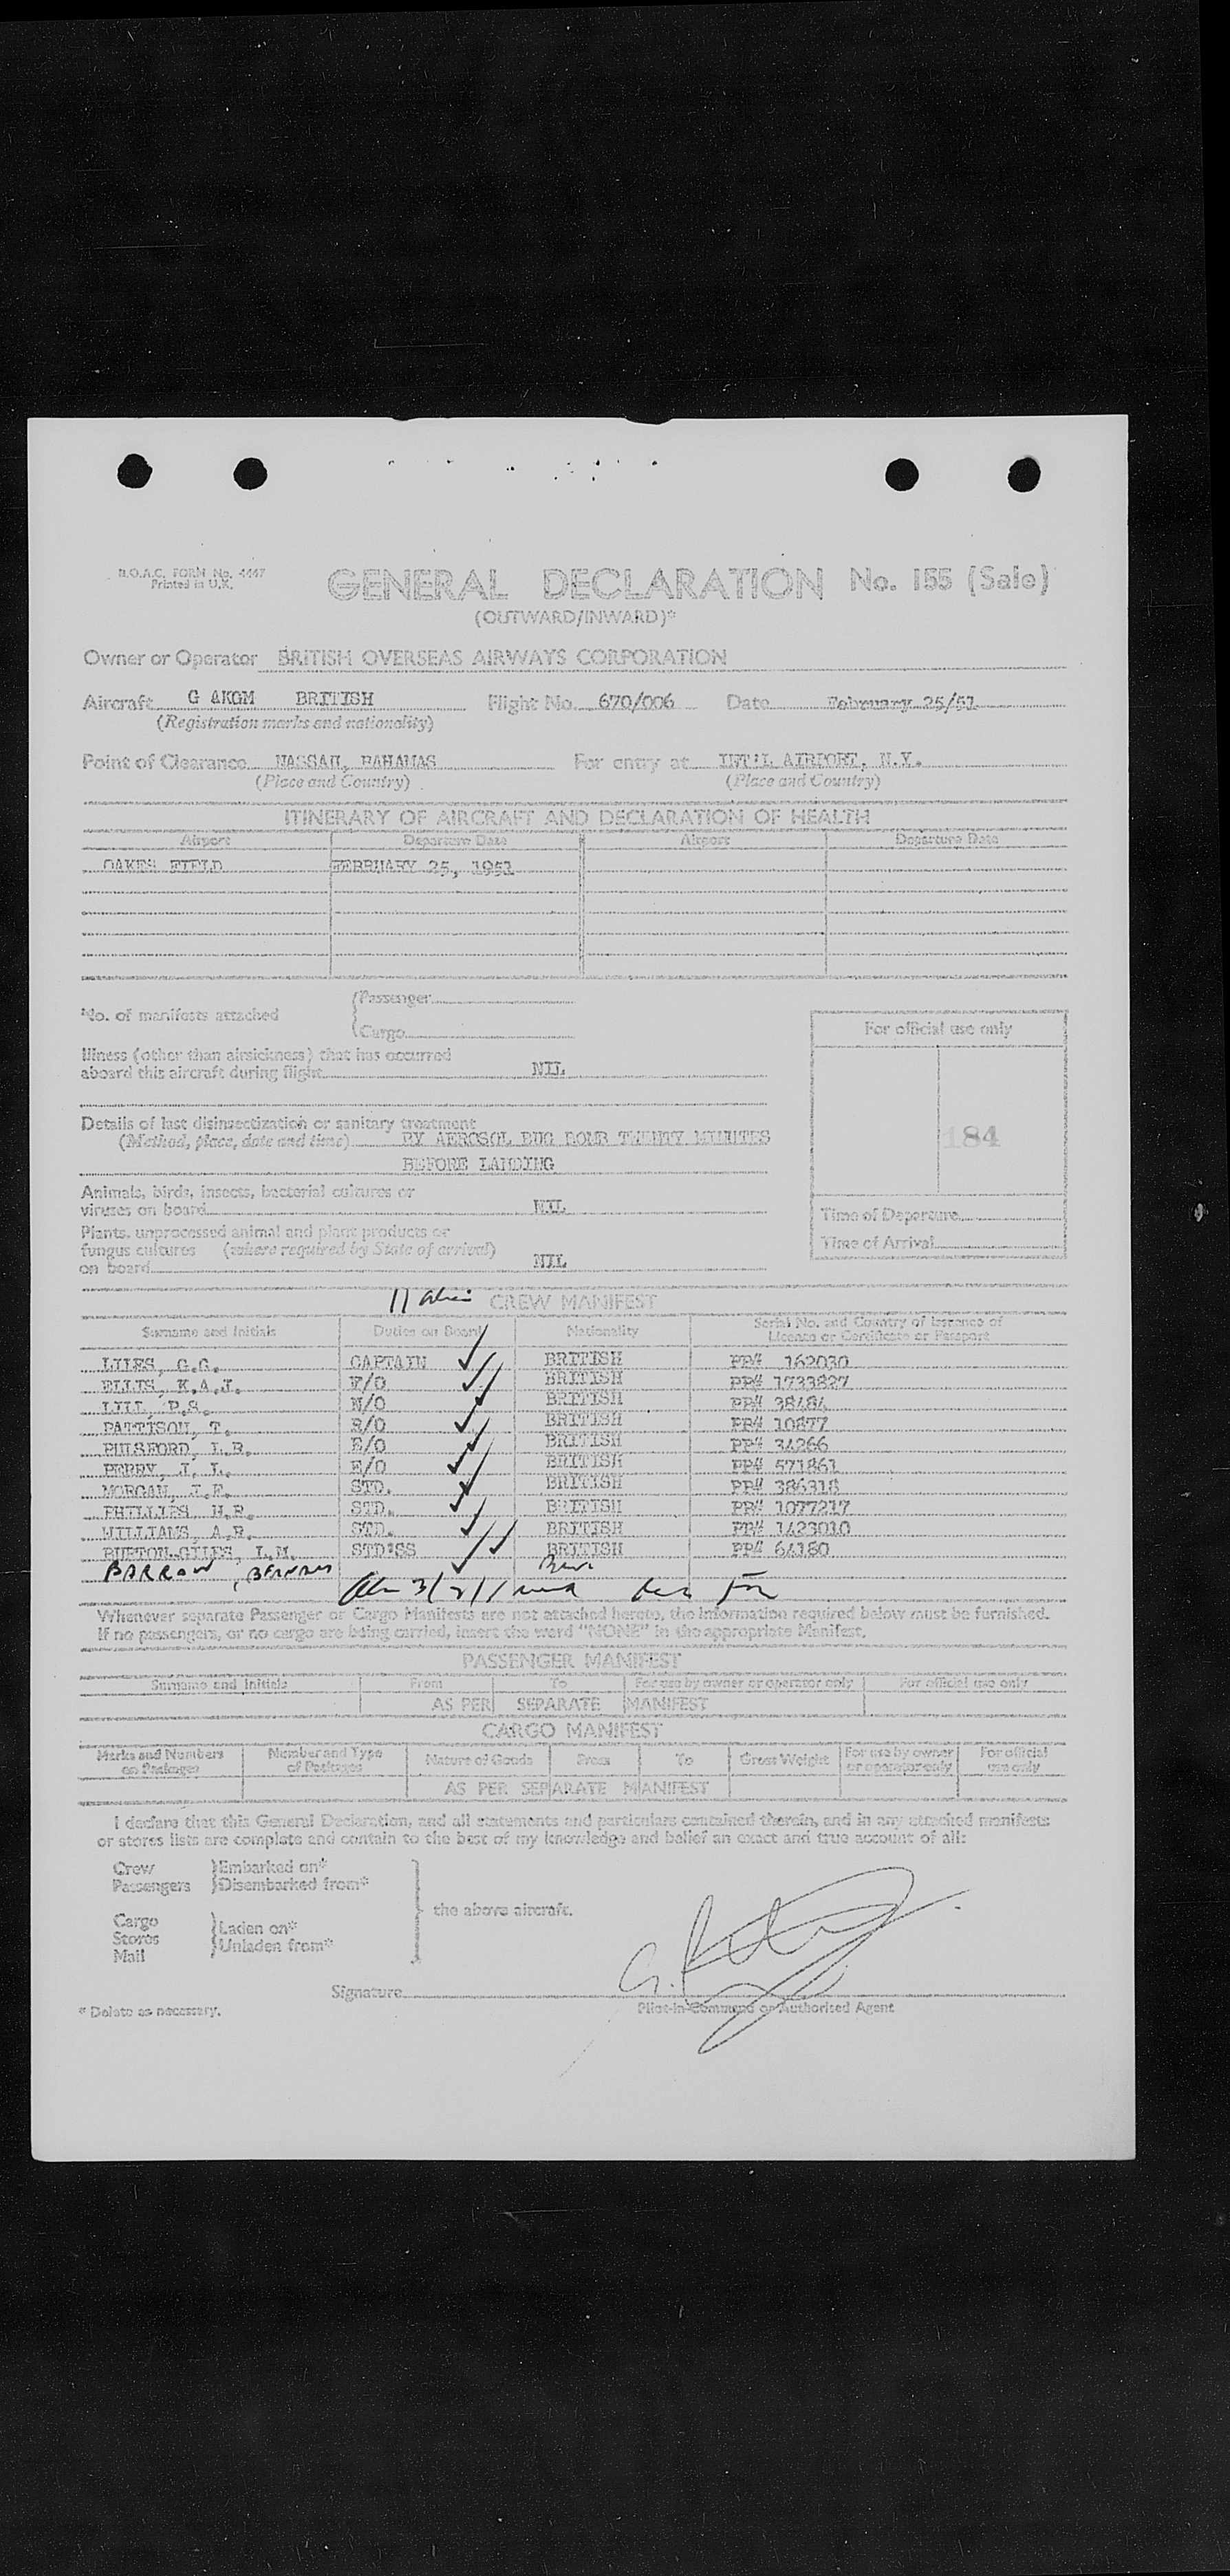 B.O.A.C. FORM No. 4447
Printed in U.K.
GENERAL DECLARATION No. 155 (Sale)
(OUTWARD/INWARD)*
Owner or Operator BRITISH OVERSEAS AIRWAYS CORPORATION
Aircraft G AKGM BRITISH Flight No. 670/006 Date February 25/51
(Registration marks and nationality)
Point of Clearance NASSAU, BAHAMAS For entry at INT'L AIRPORT, N.Y.
(Place and Country) (Place and Country)
ITINERARY OF AIRCRAFT AND DECLARATION OF HEALTH
Airport Departure Date Airport Departure Date
OAKES FIELD FEBRUARY 25, 1951
*No. of manifests attached
Passenger
Cargo
For official use only
Illness (other than airsickness) that has occurred
aboard this aircraft during flight NIL
Details of last disinsectization or sanitary treatment
(Method, place, date and time) BY AEROSOL BUG BOMB TWENTY MINUTES
BEFORE LANDING
184
Animals, birds, insects, bacterial cultures or
viruses on board NIL
Plants, unprocessed animal and plant products or
fungus cultures (where required by State of arrival)
on board NIL
Time of Departure
Time of Arrival
11 CREW MANIFEST
Surname and Initials Duties on Board Nationality Serial No. and Country of Issuance of
Licence or Certificate or Passport
LILES, G.G. CAPTAIN BRITISH PP# 162030
ELLIS, K.A.J. F/O BRITISH PP# 1733827
LILL, P.S. N/O BRITISH PP# 38484
PATTISON, T. R/O BRITISH PP# 10877
PULSFORD, L.R. E/O BRITISH PP# 34266
PERRY, J.L. E/O BRITISH PP# 571861
MORGAN, J.F. STD. BRITISH PP# 386318
PHILLIPS H.R. STD. BRITISH PP# 1077217
WILLIAMS, A.R. STD. BRITISH PP# 1423010
BURTON-GILES, L.M. STD'SS BRITISH PP# 64180
BARROW,
Whenever separate Passenger or Cargo Manifests are not attached hereto, the information required below must be furnished.
If no passengers, or no cargo are being carried, insert the word "NONE" in the appropriate Manifest.
PASSENGER MANIFEST
Surname and Initials From To For use by owner or operator only For official use only
AS PER SEPARATE MANIFEST
CARGO MANIFEST
Marks and Numbers on Packages Number and Type of Packages Nature of Goods From To Gross Weight For use by owner or operator only For official use only
AS PER SEPARATE MANIFEST
I declare that this General Declaration, and all statements and particulars contained therein, and in any attached manifests
or stores lists are complete and contain to the best of my knowledge and belief an exact and true account of all:
Crew Embarked on*
Passengers Disembarked from*
the above aircraft.
Cargo
Stores Laden on*
Mail Unladen from*
Signature
Pilot-in-Command or Authorised Agent
* Delete as necessary.